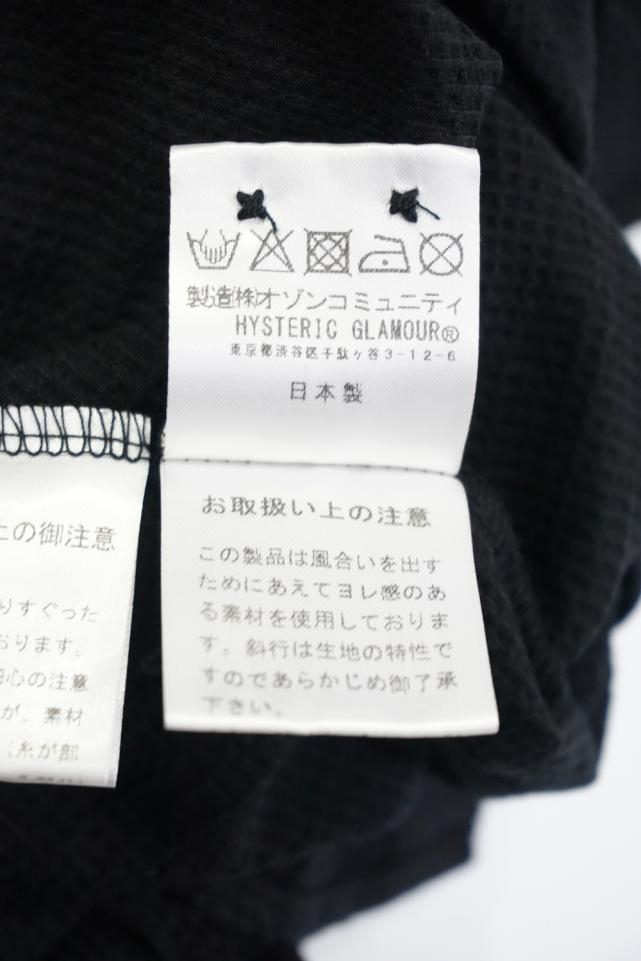 製造㈱オゾンコミュニティ
HYSTERIC GLAMOUR®
東京都渋谷区千駄ヶ谷3-12-6
日本製
お取扱い上の注意
この製品は風合いを出す
ためにあえてヨレ感のあ
る素材を使用しておりま
す。斜行は生地の特性で
すのであらかじめ御了承
下さい。
上の御注意
りすぐった
おります。
心の注意
が、素材
（糸が部